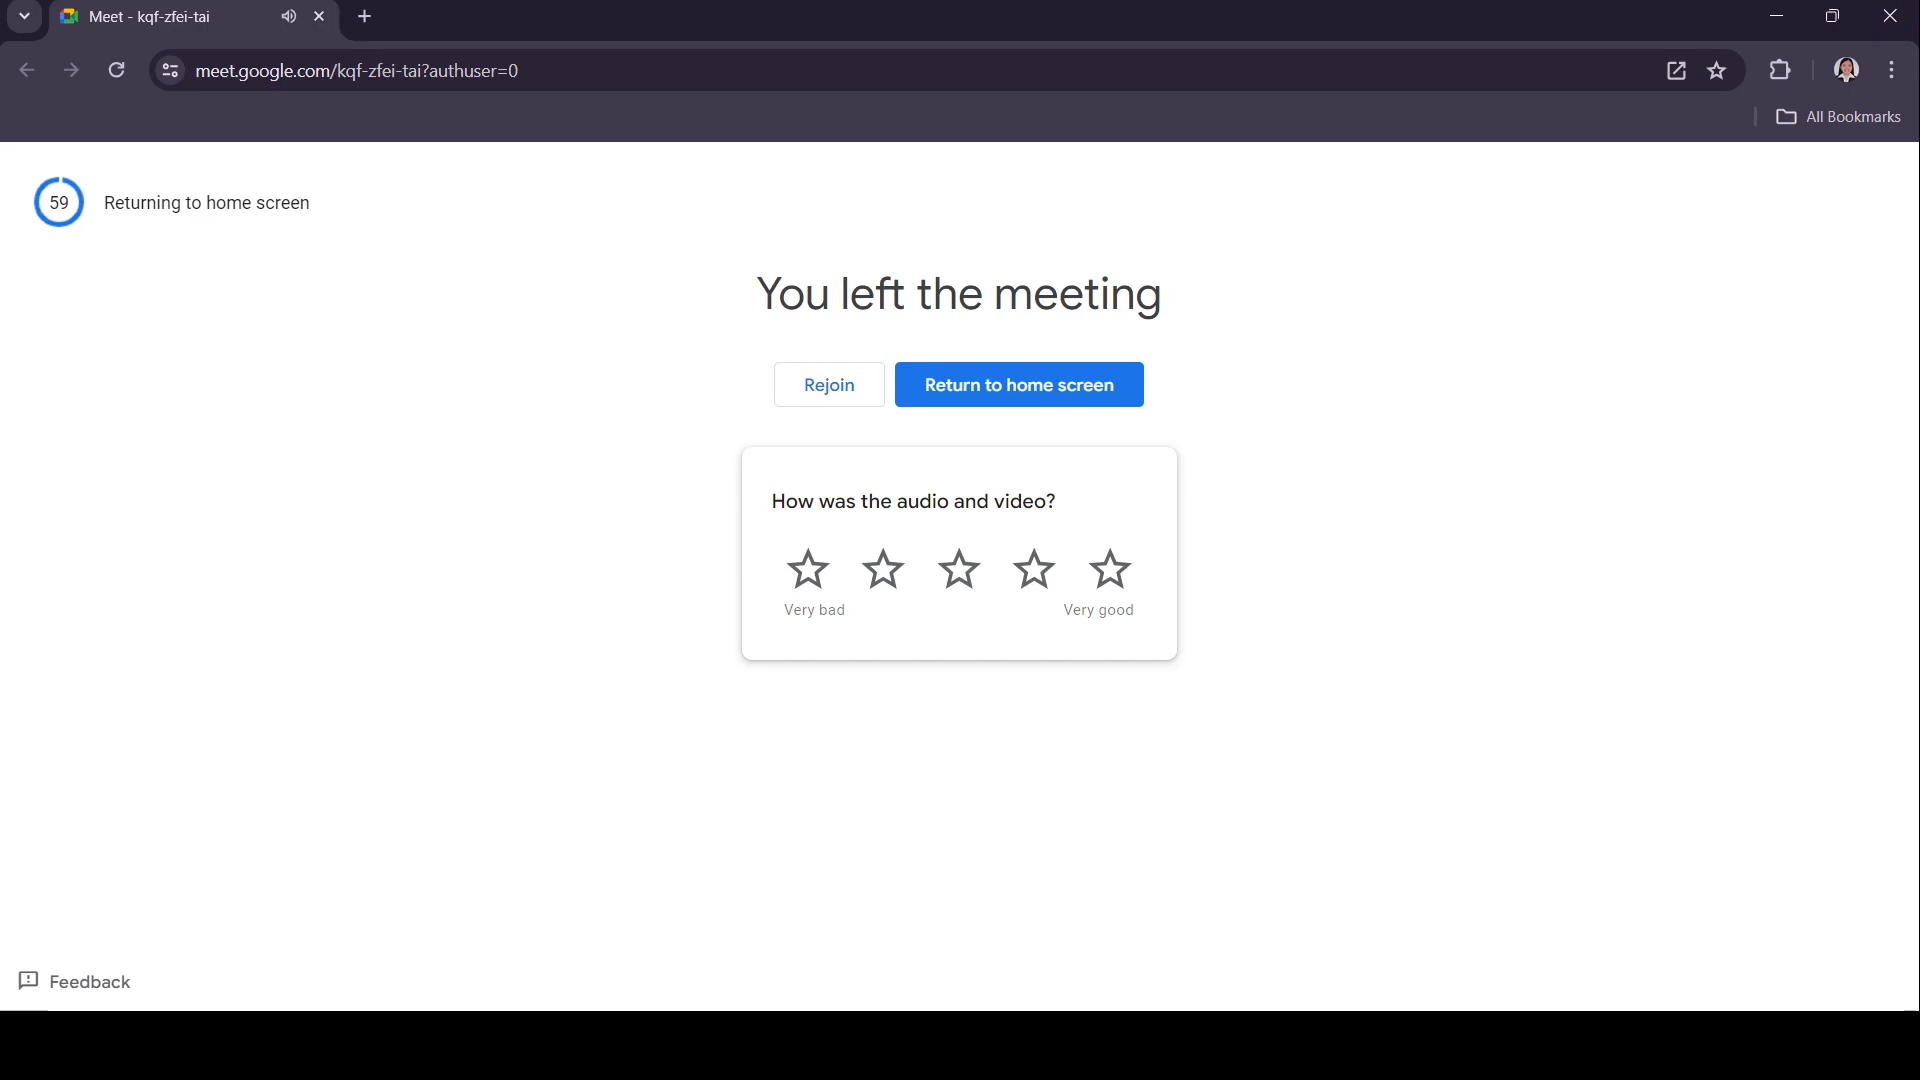 Meet - kqf-zfei-tai
meet.google.com/kqf-zfei-tai?authuser=0
All Bookmarks
59 Returning to home screen
You left the meeting
Rejoin Return to home screen
How was the audio and video?
Very bad Very good
Feedback